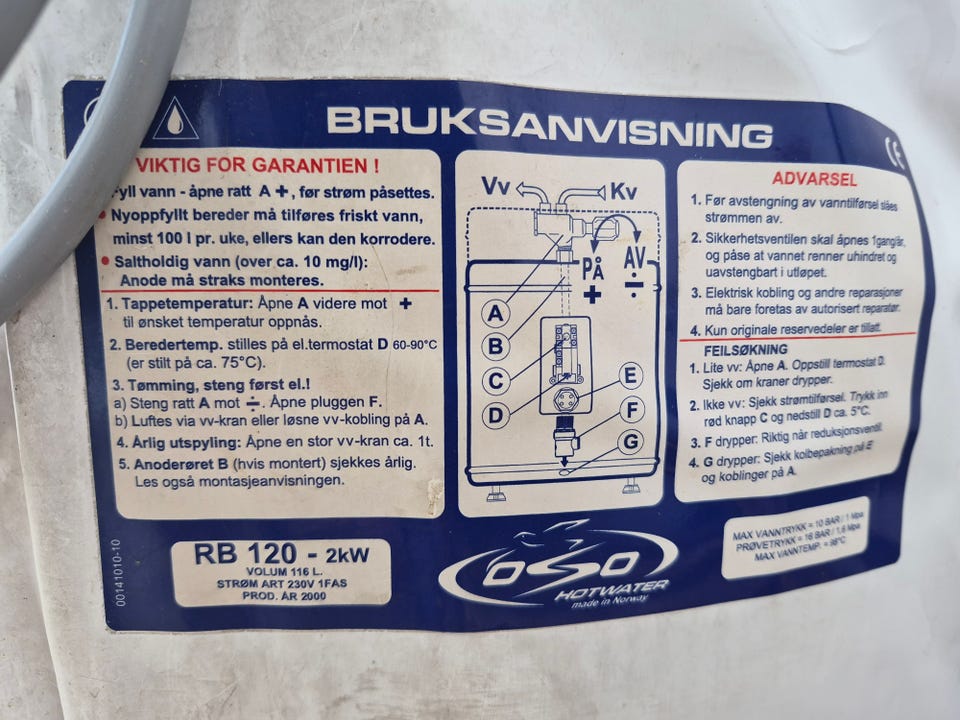 BRUKSANVISNING
CE
VIKTIG FOR GARANTIEN !
Fyll vann - åpne ratt A +, før strøm påsettes.
• Nyoppfyllt bereder må tilføres friskt vann,
minst 100 l pr. uke, ellers kan den korrodere.
• Saltholdig vann (over ca. 10 mg/l):
Anode må straks monteres.
1. Tappetemperatur: Åpne A videre mot +
til ønsket temperatur oppnås.
2. Beredertemp. stilles på el.termostat D 60-90°C
(er stilt på ca. 75°C).
3. Tømming, steng først el.!
a) Steng ratt A mot ÷. Åpne pluggen F.
b) Luftes via vv-kran eller løsne vv-kobling på A.
4. Årlig utspyling: Åpne en stor vv-kran ca. 1t.
5. Anoderøret B (hvis montert) sjekkes årlig.
Les også montasjeanvisningen.
Vv
Kv
PÅ
+
AV
÷
A
B
C
D
E
F
G
ADVARSEL
1. Før avstengning av vanntilførsel slåes
strømmen av.
2. Sikkerhetsventilen skal åpnes 1gang/år,
og påse at vannet renner uhindret og
uavstengbart i utløpet.
3. Elektrisk kobling og andre reparasjoner
må bare foretas av autorisert reparatør.
4. Kun originale reservedeler er tillatt.
FEILSØKNING
1. Lite vv: Åpne A. Oppstill termostat D.
Sjekk om kraner drypper.
2. Ikke vv: Sjekk strømtilførsel. Trykk inn
rød knapp C og nedstill D ca. 5°C.
3. F drypper: Riktig når reduksjonsventil.
4. G drypper: Sjekk kolbepakning på E
og koblinger på A.
00141010-10
RB 120 - 2kW
VOLUM 116 L.
STRØM ART 230V 1FAS
PROD. ÅR 2000
OSO
HOTWATER
made in Norway
MAX VANNTRYKK = 10 BAR / 1 Mpa
PRØVETRYKK = 16 BAR / 1,6 Mpa
MAX VANNTEMP. = 98°C